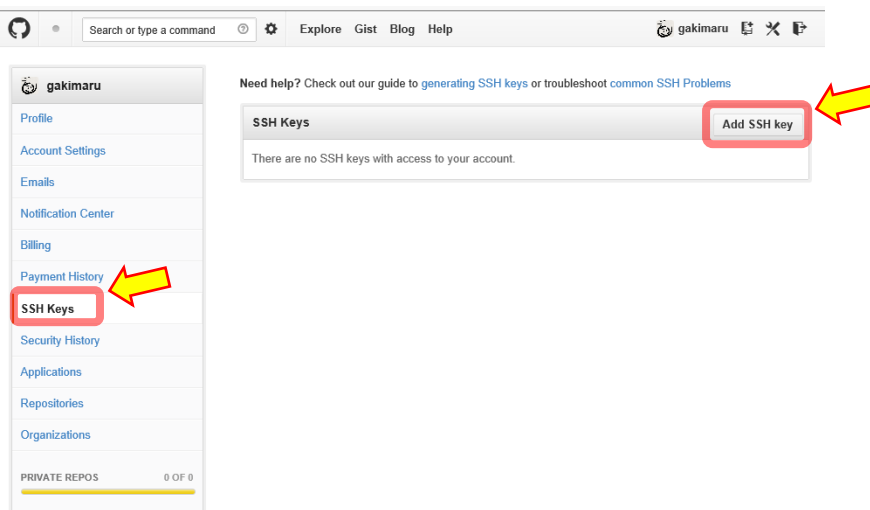 Search or type a command
Explore Gist Blog Help
gakimaru
gakimaru
Profile
Account Settings
Emails
Notification Center
Billing
Payment History
SSH Keys
Security History
Applications
Repositories
Organizations
PRIVATE REPOS 0 OF 0
Need help? Check out our guide to generating SSH keys or troubleshoot common SSH Problems
SSH Keys
Add SSH key
There are no SSH keys with access to your account.